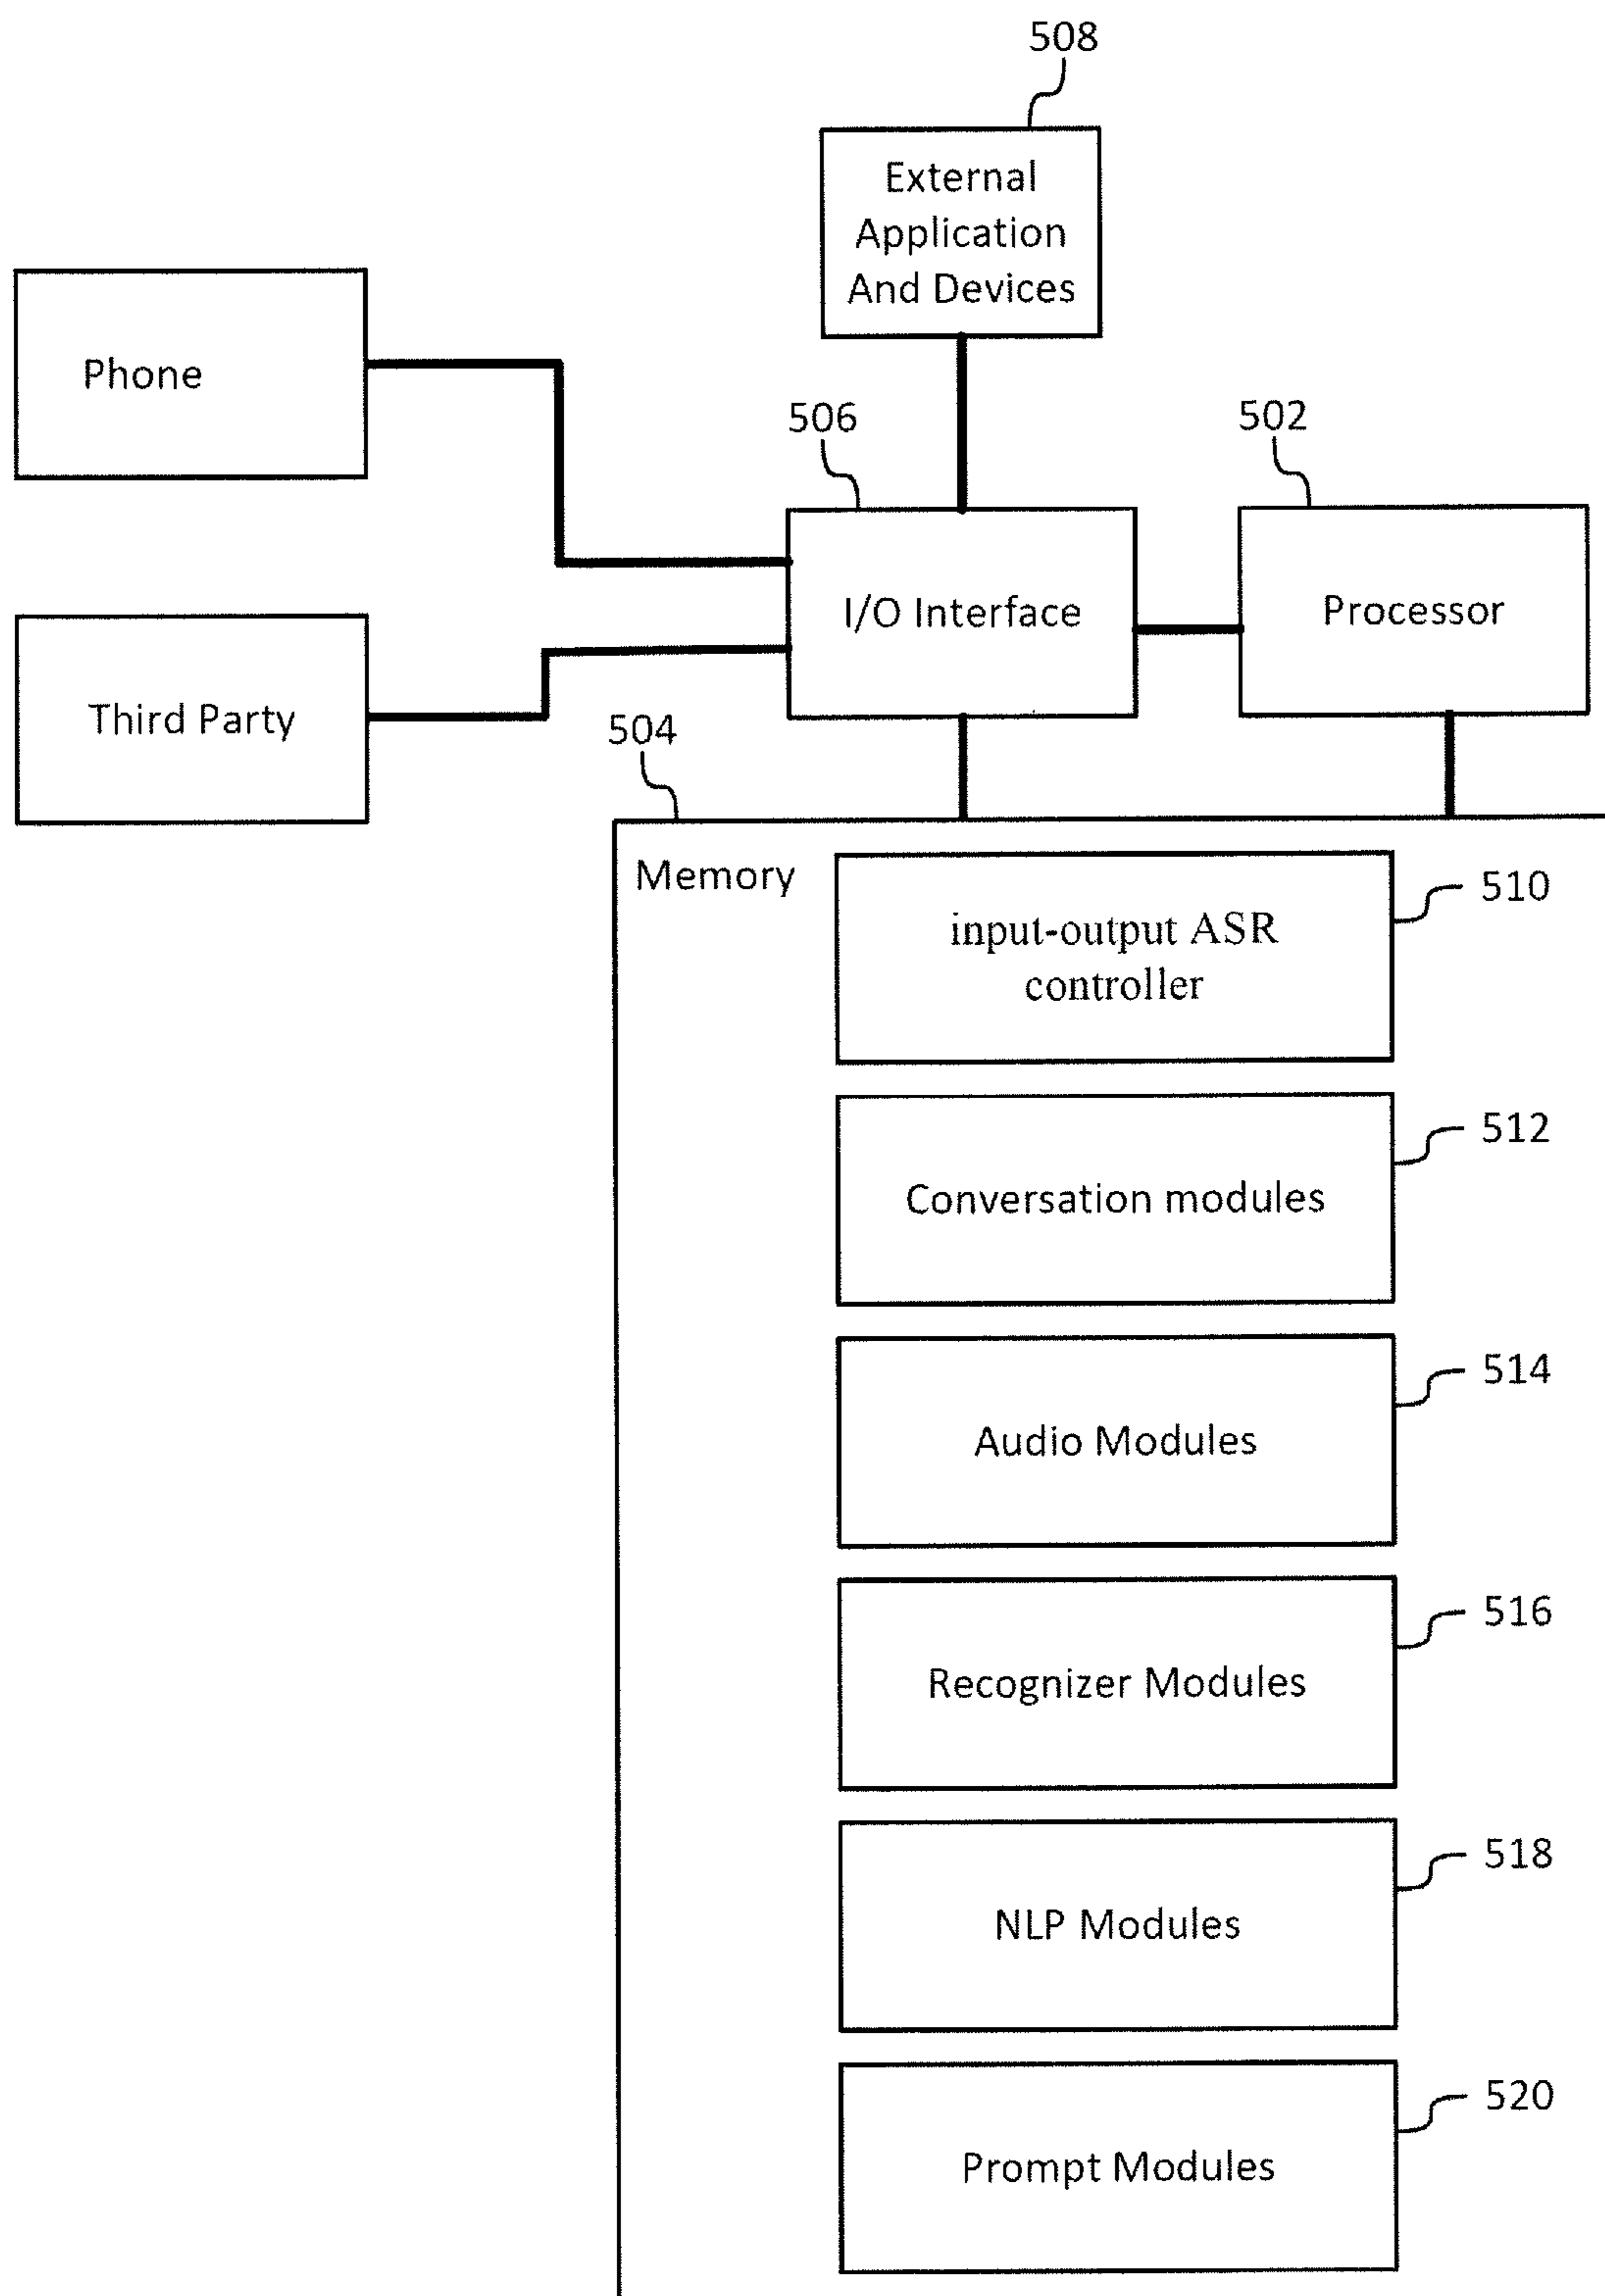 508
External
Application
And Devices
Phone
506
502
I/O Interface
Processor
Third Party
504
Memory
510
input-output ASR
controller
512
Conversation modules
514
Audio Modules
516
Recognizer Modules
518
NLP Modules
520
Prompt Modules